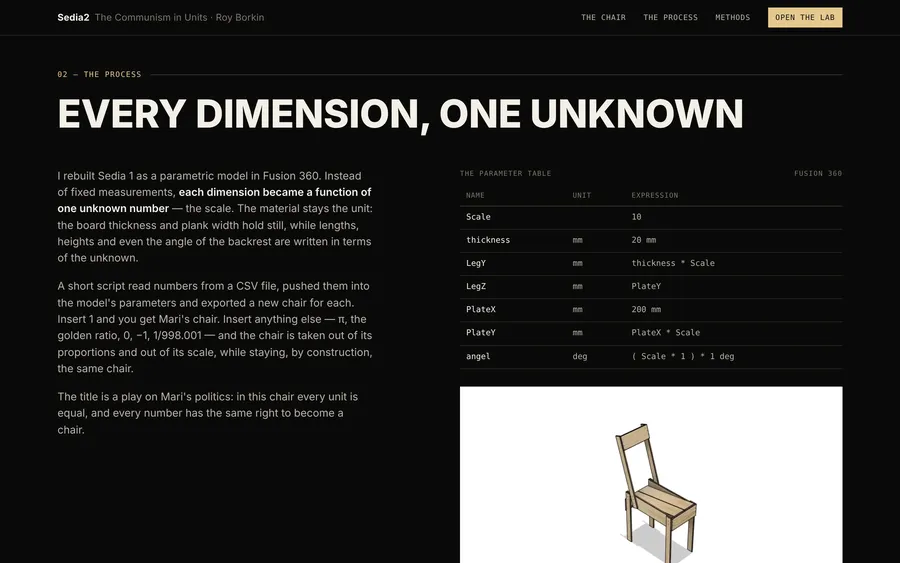 Sedia2 The Communism in Units · Roy Borkin
THE CHAIR THE PROCESS METHODS OPEN THE LAB
02 — THE PROCESS
EVERY DIMENSION, ONE UNKNOWN
I rebuilt Sedia 1 as a parametric model in Fusion 360. Instead
of fixed measurements, each dimension became a function of
one unknown number — the scale. The material stays the unit:
the board thickness and plank width hold still, while lengths,
heights and even the angle of the backrest are written in terms
of the unknown.
A short script read numbers from a CSV file, pushed them into
the model's parameters and exported a new chair for each.
Insert 1 and you get Mari's chair. Insert anything else — π, the
golden ratio, 0, −1, 1/998.001 — and the chair is taken out of its
proportions and out of its scale, while staying, by construction,
the same chair.
The title is a play on Mari's politics: in this chair every unit is
equal, and every number has the same right to become a
chair.
THE PARAMETER TABLE FUSION 360
NAME UNIT EXPRESSION
Scale 10
thickness mm 20 mm
LegY mm thickness * Scale
LegZ mm PlateY
PlateX mm 200 mm
PlateY mm PlateX * Scale
angel deg ( Scale * 1 ) * 1 deg